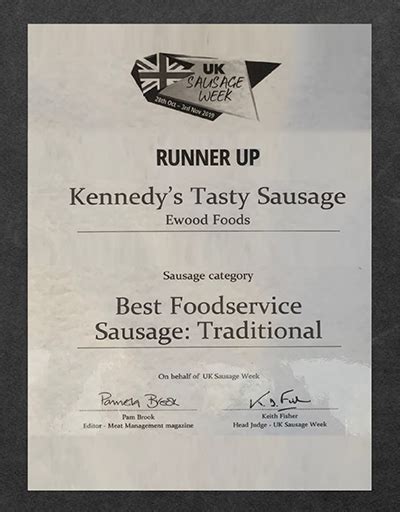 UK
SAUSAGE
WEEK
28th Oct - 3rd Nov 2019
RUNNER UP
Kennedy's Tasty Sausage
Ewood Foods
Sausage category
Best Foodservice
Sausage: Traditional
On behalf of UK Sausage Week
Pamela Brook
Pam Brook
Keith Fisher
Editor - Meat Management magazine
Head Judge - UK Sausage Week